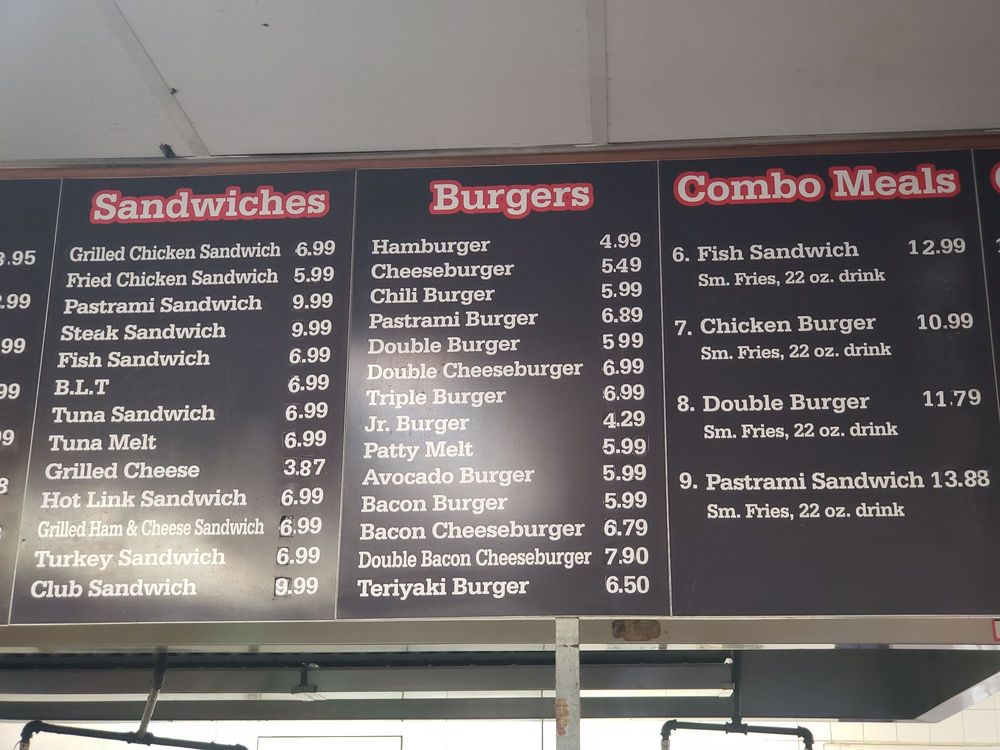 Sandwiches
Grilled Chicken Sandwich 6.99
Fried Chicken Sandwich 5.99
Pastrami Sandwich 9.99
Steak Sandwich 9.99
Fish Sandwich 6.99
B.L.T 6.99
Tuna Sandwich 6.99
Tuna Melt 6.99
Grilled Cheese 3.87
Hot Link Sandwich 6.99
Grilled Ham & Cheese Sandwich 6.99
Turkey Sandwich 6.99
Club Sandwich 9.99
Burgers
Hamburger 4.99
Cheeseburger 5.49
Chili Burger 5.99
Pastrami Burger 6.89
Double Burger 5 99
Double Cheeseburger 6.99
Triple Burger 6.99
Jr. Burger 4.29
Patty Melt 5.99
Avocado Burger 5.99
Bacon Burger 5.99
Bacon Cheeseburger 6.79
Double Bacon Cheeseburger 7.90
Teriyaki Burger 6.50
Combo Meals
6. Fish Sandwich 12.99
Sm. Fries, 22 oz. drink
7. Chicken Burger 10.99
Sm. Fries, 22 oz. drink
8. Double Burger 11.79
Sm. Fries, 22 oz. drink
9. Pastrami Sandwich 13.88
Sm. Fries, 22 oz. drink